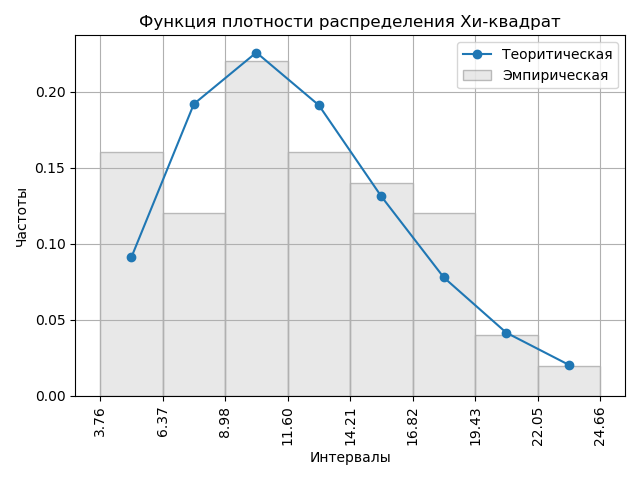 Функция плотности распределения Хи-квадрат
Теоритическая
Эмпирическая
Частоты
0.20
0.15
0.10
0.05
0.00
3.76
6.37
8.98
11.60
14.21
16.82
19.43
22.05
24.66
Интервалы